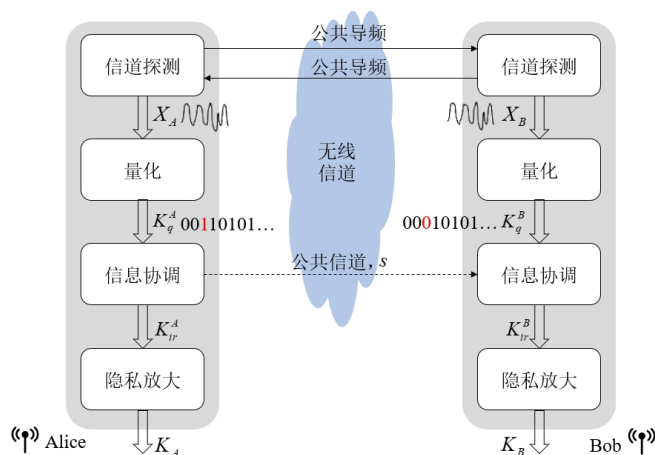 公共导频
信道探测
公共导频
信道探测
X_A
X_B
无线
信道
量化
量化
K_q^A
00110101…
00010101…
K_q^B
信息协调
公共信道, s
信息协调
K_ir^A
K_ir^B
隐私放大
隐私放大
Alice
K_A
K_B
Bob